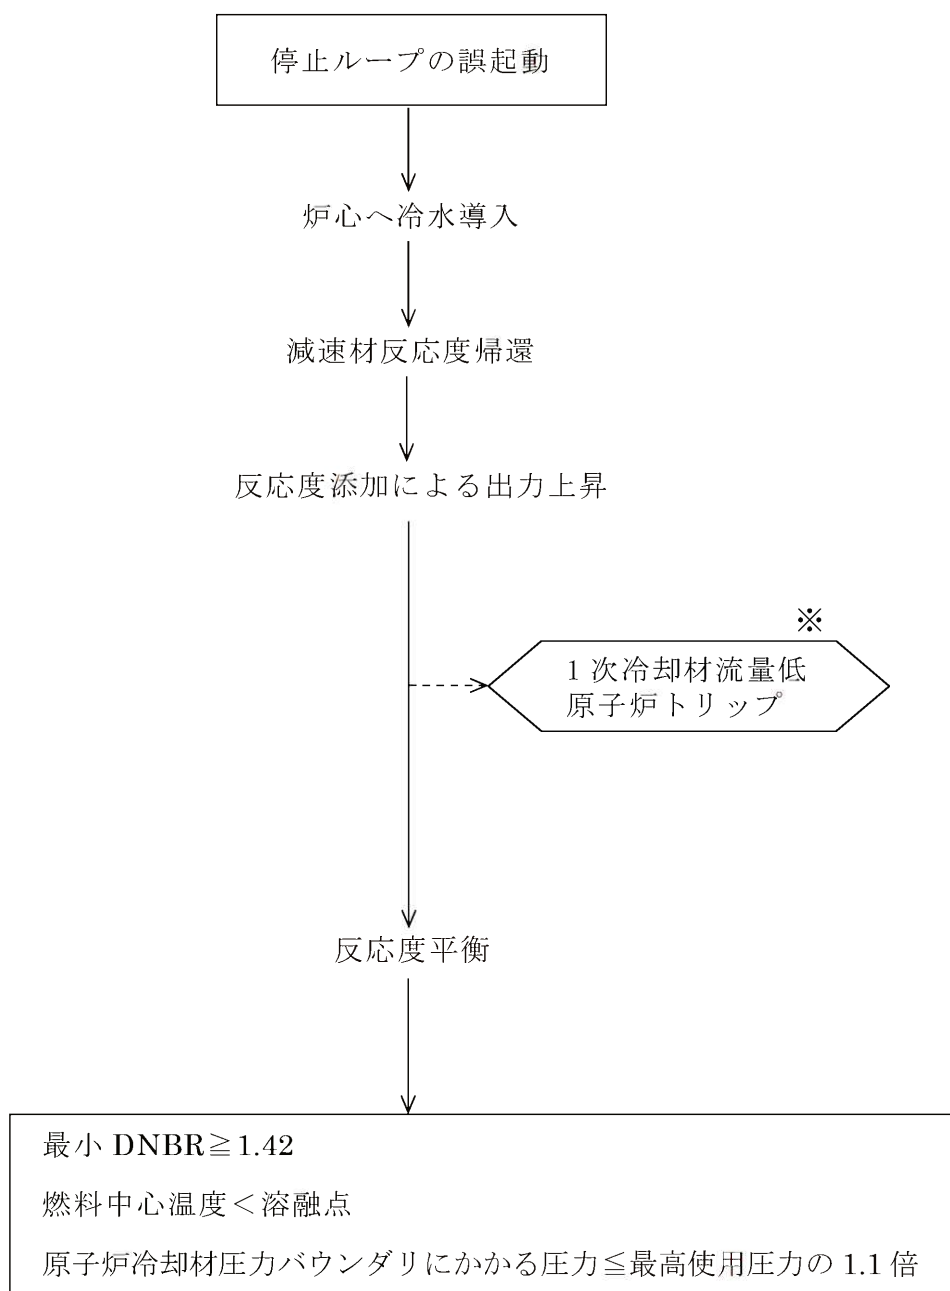 停止ループの誤起動
炉心へ冷水導入
減速材反応度帰還
反応度添加による出力上昇
※
1次冷却材流量低
原子炉トリップ
反応度平衡
最小 DNBR≧1.42
燃料中心温度＜溶融点
原子炉冷却材圧力バウンダリにかかる圧力≦最高使用圧力の 1.1 倍